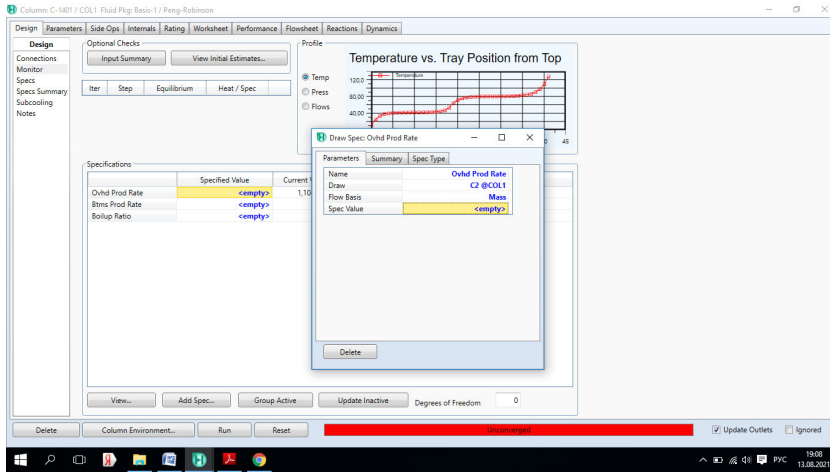 Column: C-1401 / COL1 Fluid Pkg: Basis-1 / Peng-Robinson
Design Parameters Side Ops Internals Rating Worksheet Performance Flowsheet Reactions Dynamics
Design
Connections
Monitor
Specs
Specs Summary
Subcooling
Notes
Optional Checks
Input Summary View Initial Estimates...
Iter Step Equilibrium Heat / Spec
Profile
Temp
Press
Flows
Temperature vs. Tray Position from Top
Temperature
120.0
80.00
40.00
45
Specifications
Specified Value Current
Ovhd Prod Rate <empty> 1,10
Btms Prod Rate <empty>
Boilup Ratio <empty>
Draw Spec: Ovhd Prod Rate
Parameters Summary Spec Type
Name Ovhd Prod Rate
Draw C2 @COL1
Flow Basis Mass
Spec Value <empty>
Delete
View... Add Spec... Group Active Update Inactive Degrees of Freedom 0
Delete Column Environment... Run Reset Unconverged Update Outlets Ignored
РУС 19:08
13.08.2021